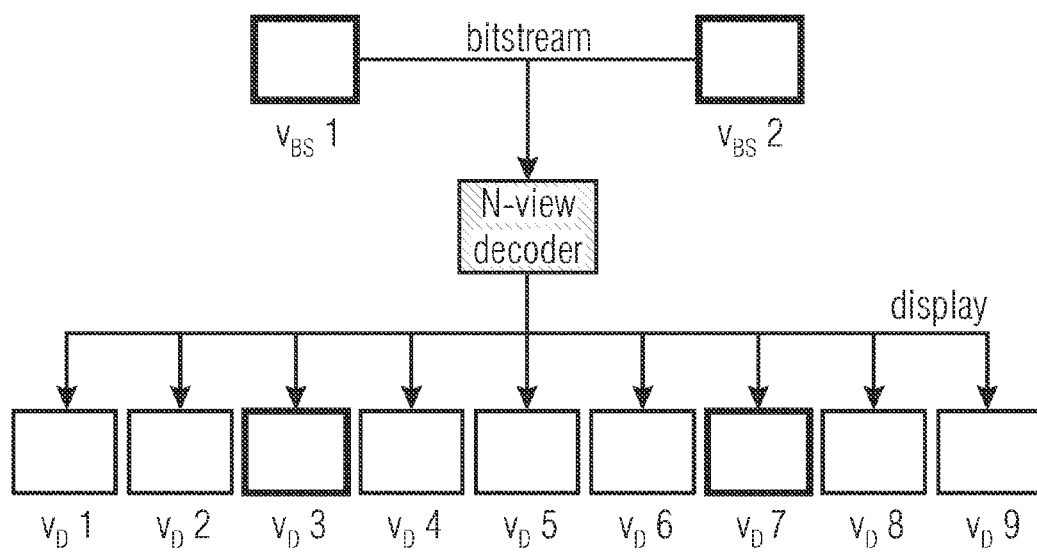 bitstream
v_BS 1
v_BS 2
N-view
decoder
display
v_D 1 v_D 2 v_D 3 v_D 4 v_D 5 v_D 6 v_D 7 v_D 8 v_D 9